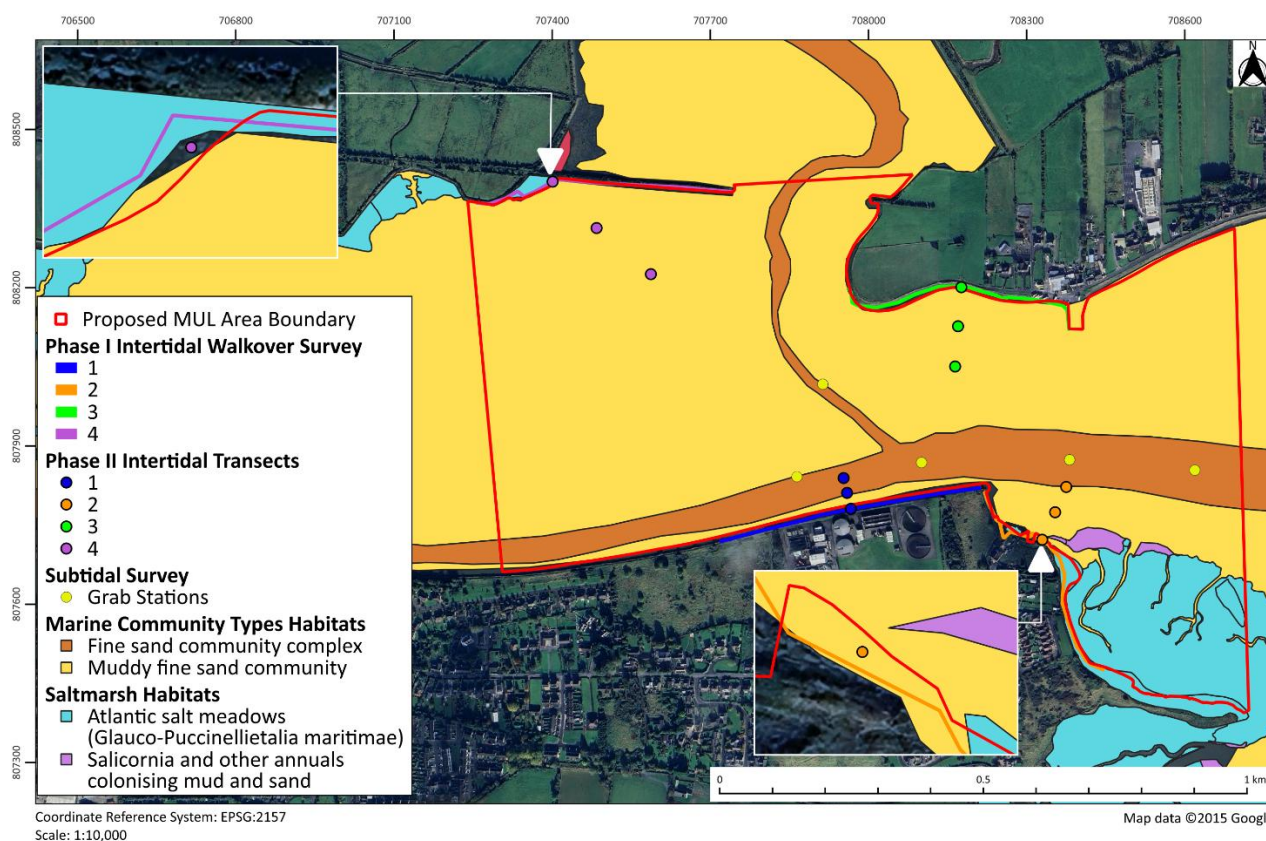 706500 706800 707100 707400 707700 708000 708300 708600
808500
808200
807900
807600
807300
N
Proposed MUL Area Boundary
Phase I Intertidal Walkover Survey
1
2
3
4
Phase II Intertidal Transects
1
2
3
4
Subtidal Survey
Grab Stations
Marine Community Types Habitats
Fine sand community complex
Muddy fine sand community
Saltmarsh Habitats
Atlantic salt meadows
(Glauco-Puccinellietalia maritimae)
Salicornia and other annuals
colonising mud and sand
0 0.5 1 km
Coordinate Reference System: EPSG:2157
Scale: 1:10,000
Map data ©2015 Google